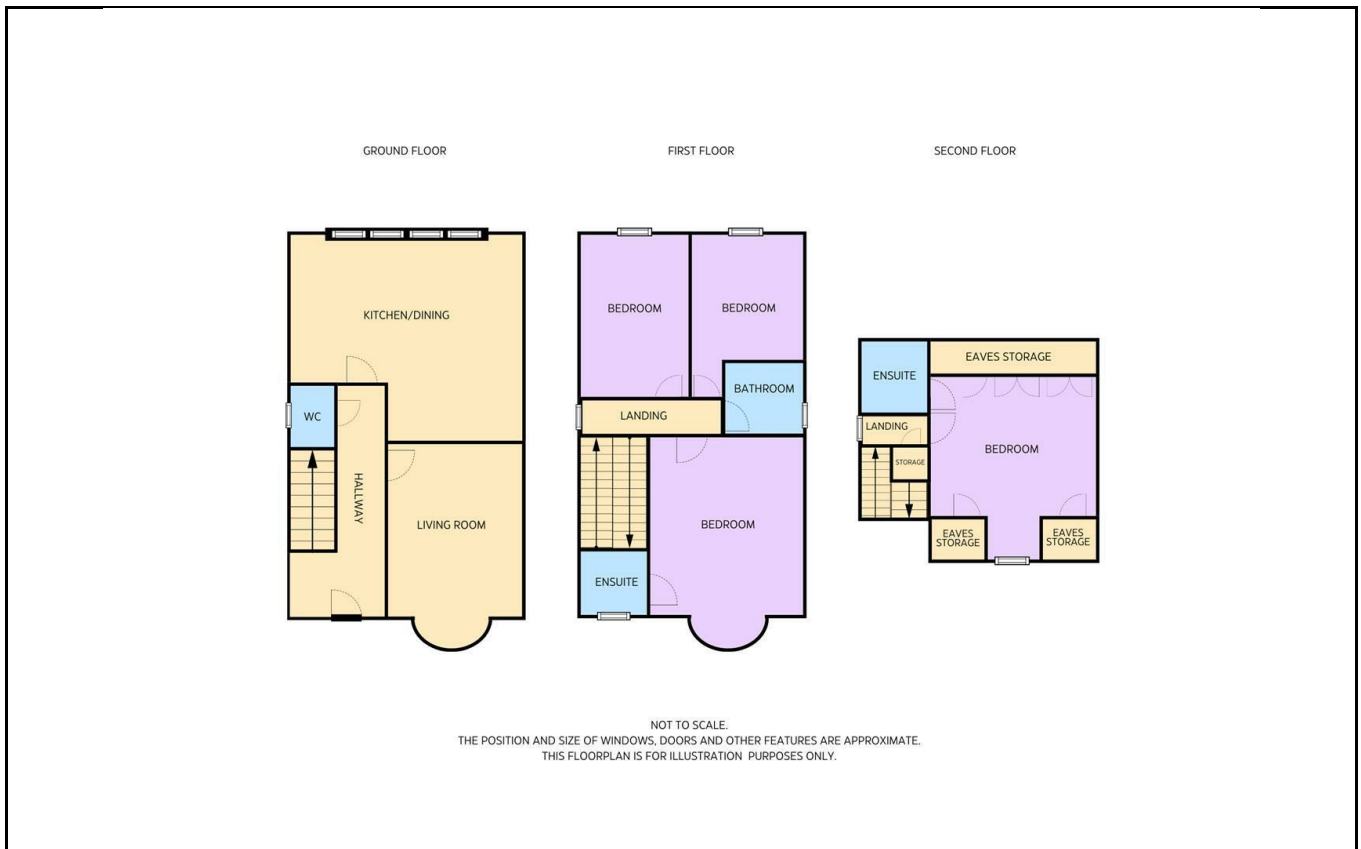 GROUND FLOOR
FIRST FLOOR
SECOND FLOOR
KITCHEN/DINING
WC
HALLWAY
LIVING ROOM
BEDROOM
BEDROOM
BATHROOM
LANDING
BEDROOM
ENSUITE
EAVES STORAGE
ENSUITE
LANDING
STORAGE
BEDROOM
EAVES
STORAGE
EAVES
STORAGE
NOT TO SCALE.
THE POSITION AND SIZE OF WINDOWS, DOORS AND OTHER FEATURES ARE APPROXIMATE.
THIS FLOORPLAN IS FOR ILLUSTRATION PURPOSES ONLY.